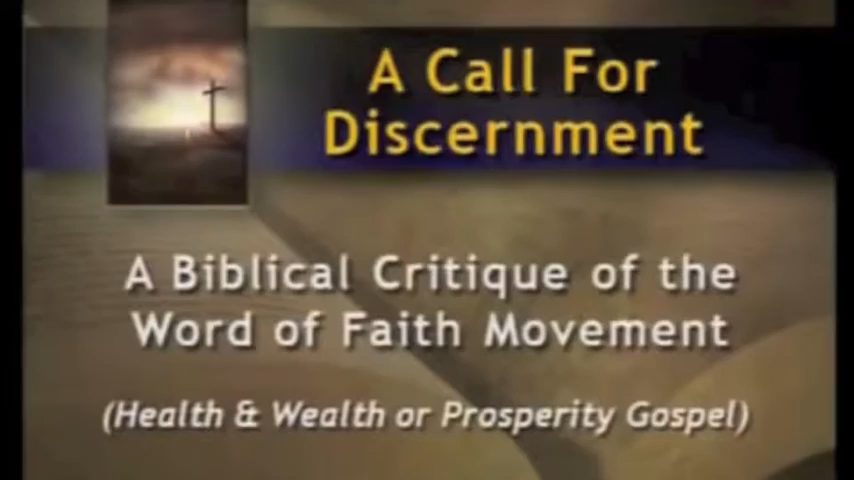 A Call For
Discernment
A Biblical Critique of the
Word of Faith Movement
(Health & Wealth or Prosperity Gospel)